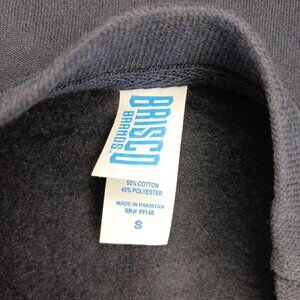 BRISCO
BRANDS.
55% COTTON
45% POLYESTER
MADE IN PAKISTAN
RN# 99148
S